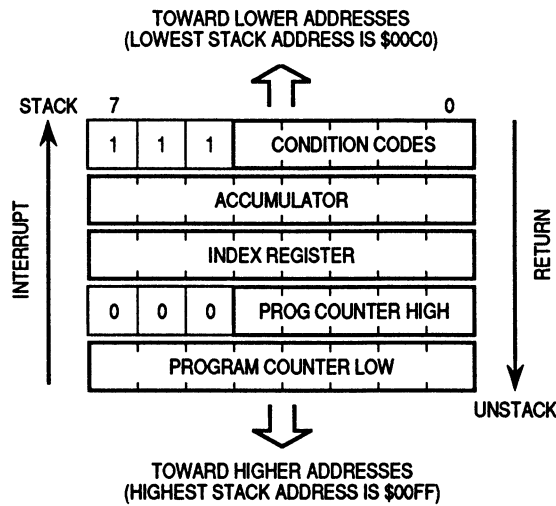 TOWARD LOWER ADDRESSES
(LOWEST STACK ADDRESS IS $00C0)
STACK 7 0
1 1 1 CONDITION CODES
ACCUMULATOR
INDEX REGISTER
0 0 0 PROG COUNTER HIGH
PROGRAM COUNTER LOW
INTERRUPT
RETURN
UNSTACK
TOWARD HIGHER ADDRESSES
(HIGHEST STACK ADDRESS IS $00FF)